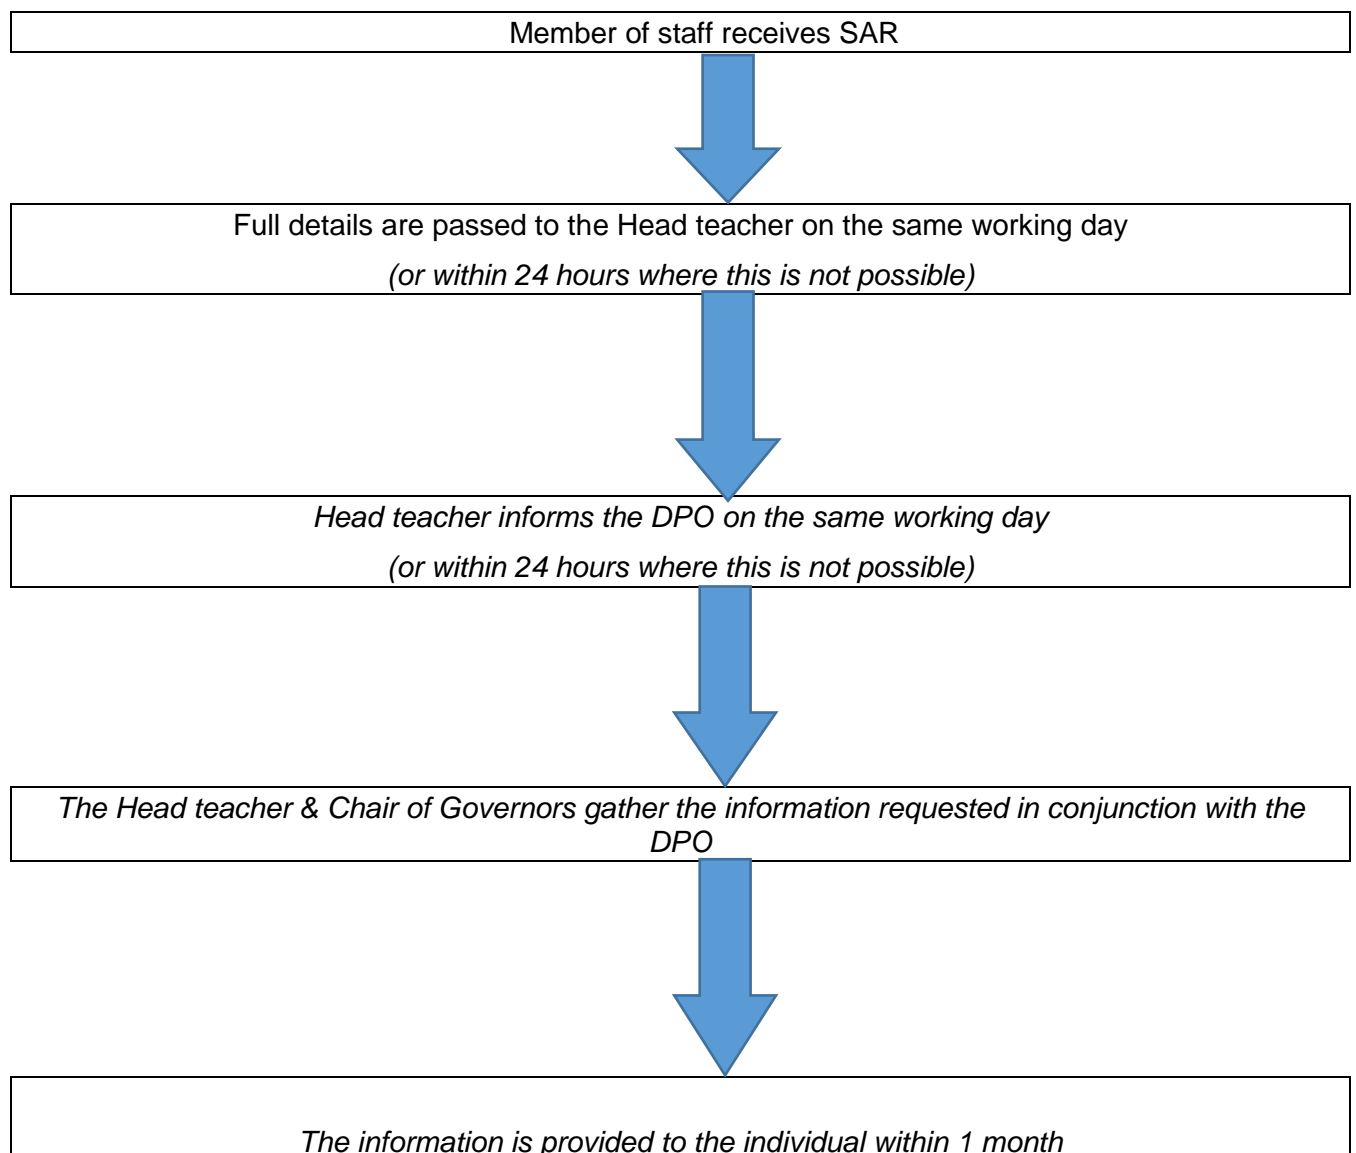 Member of staff receives SAR
Full details are passed to the Head teacher on the same working day
(or within 24 hours where this is not possible)
Head teacher informs the DPO on the same working day
(or within 24 hours where this is not possible)
The Head teacher & Chair of Governors gather the information requested in conjunction with the
DPO
The information is provided to the individual within 1 month